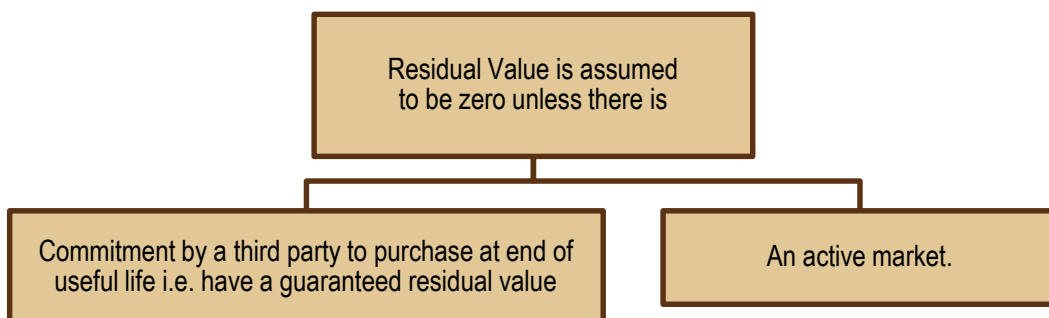 Residual Value is assumed
to be zero unless there is
Commitment by a third party to purchase at end of
useful life i.e. have a guaranteed residual value
An active market.